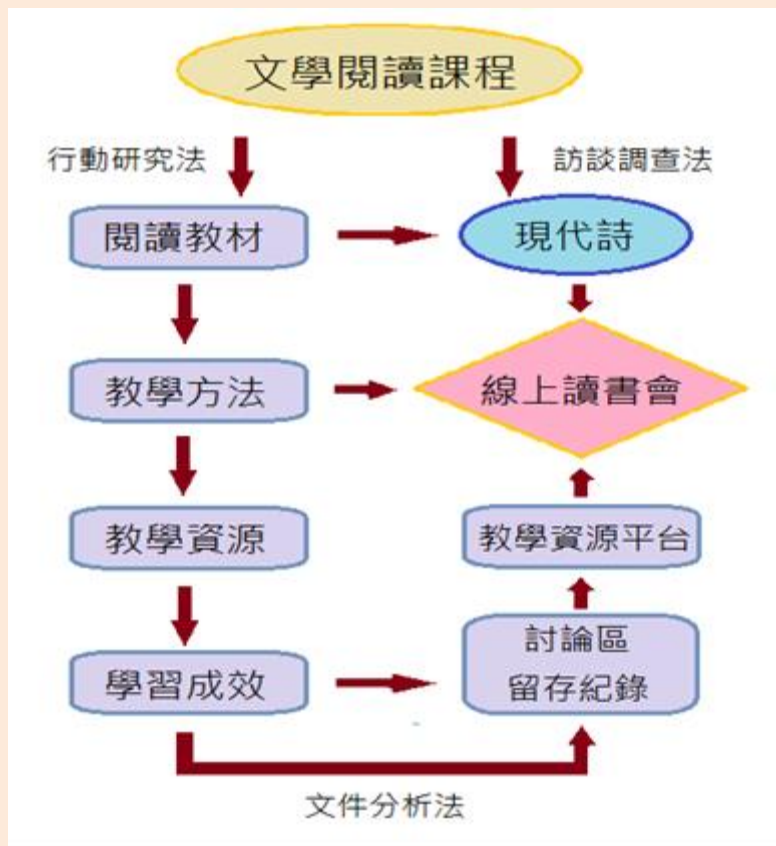 文學閱讀課程
行動研究法
訪談調查法
閱讀教材
現代詩
教學方法
線上讀書會
教學資源
教學資源平台
學習成效
討論區
留存紀錄
文件分析法